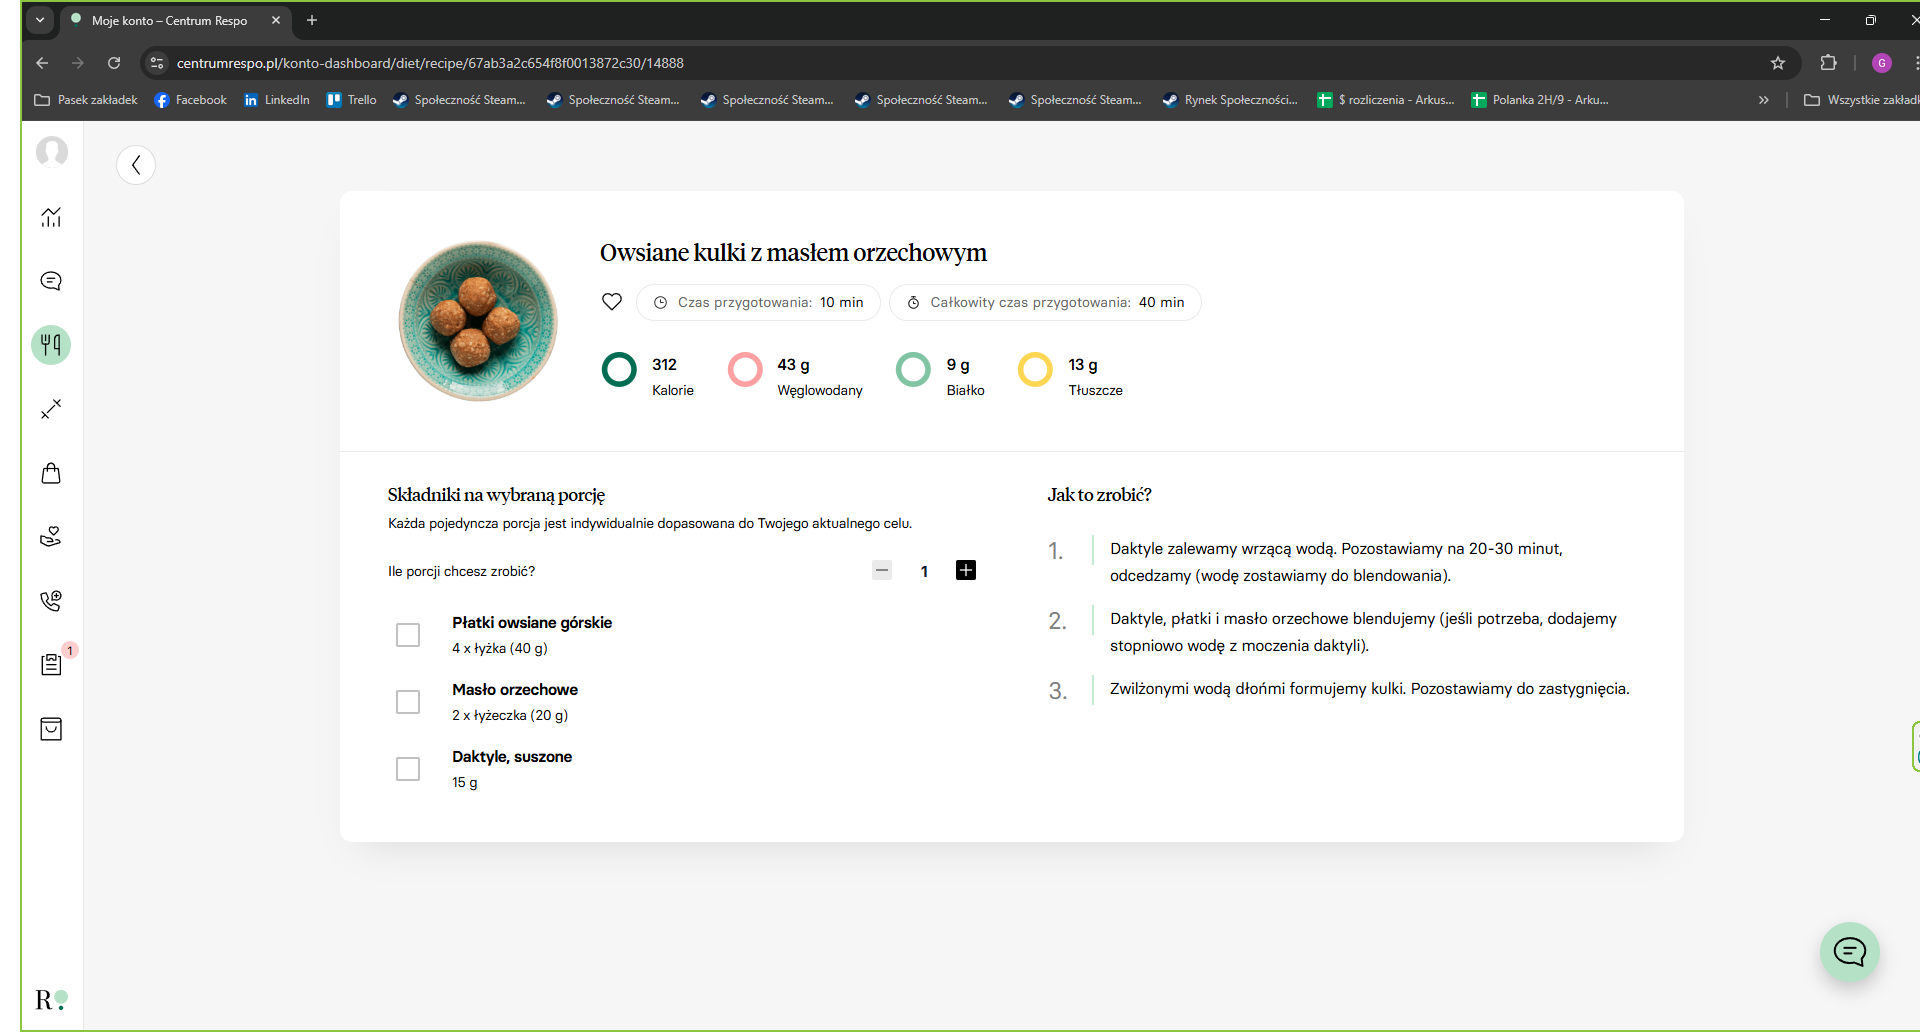 Moje konto – Centrum Respo
centrumrespo.pl/konto-dashboard/diet/recipe/67ab3a2c654f8f0013872c30/14888
G
Pasek zakładek Facebook LinkedIn Trello Społeczność Steam... Społeczność Steam... Społeczność Steam... Społeczność Steam... Społeczność Steam... Rynek Społeczności... $ rozliczenia - Arkus... Polanka 2H/9 - Arku... » Wszystkie zakład
Owsiane kulki z masłem orzechowym
Czas przygotowania: 10 min Całkowity czas przygotowania: 40 min
312 43 g 9 g 13 g
Kalorie Węglowodany Białko Tłuszcze
Składniki na wybraną porcję
Każda pojedyncza porcja jest indywidualnie dopasowana do Twojego aktualnego celu.
Ile porcji chcesz zrobić? 1
Płatki owsiane górskie
4 x łyżka (40 g)
Masło orzechowe
2 x łyżeczka (20 g)
Daktyle, suszone
15 g
Jak to zrobić?
1. Daktyle zalewamy wrzącą wodą. Pozostawiamy na 20-30 minut,
odcedzamy (wodę zostawiamy do blendowania).
2. Daktyle, płatki i masło orzechowe blendujemy (jeśli potrzeba, dodajemy
stopniowo wodę z moczenia daktyli).
3. Zwilżonymi wodą dłońmi formujemy kulki. Pozostawiamy do zastygnięcia.
1
R